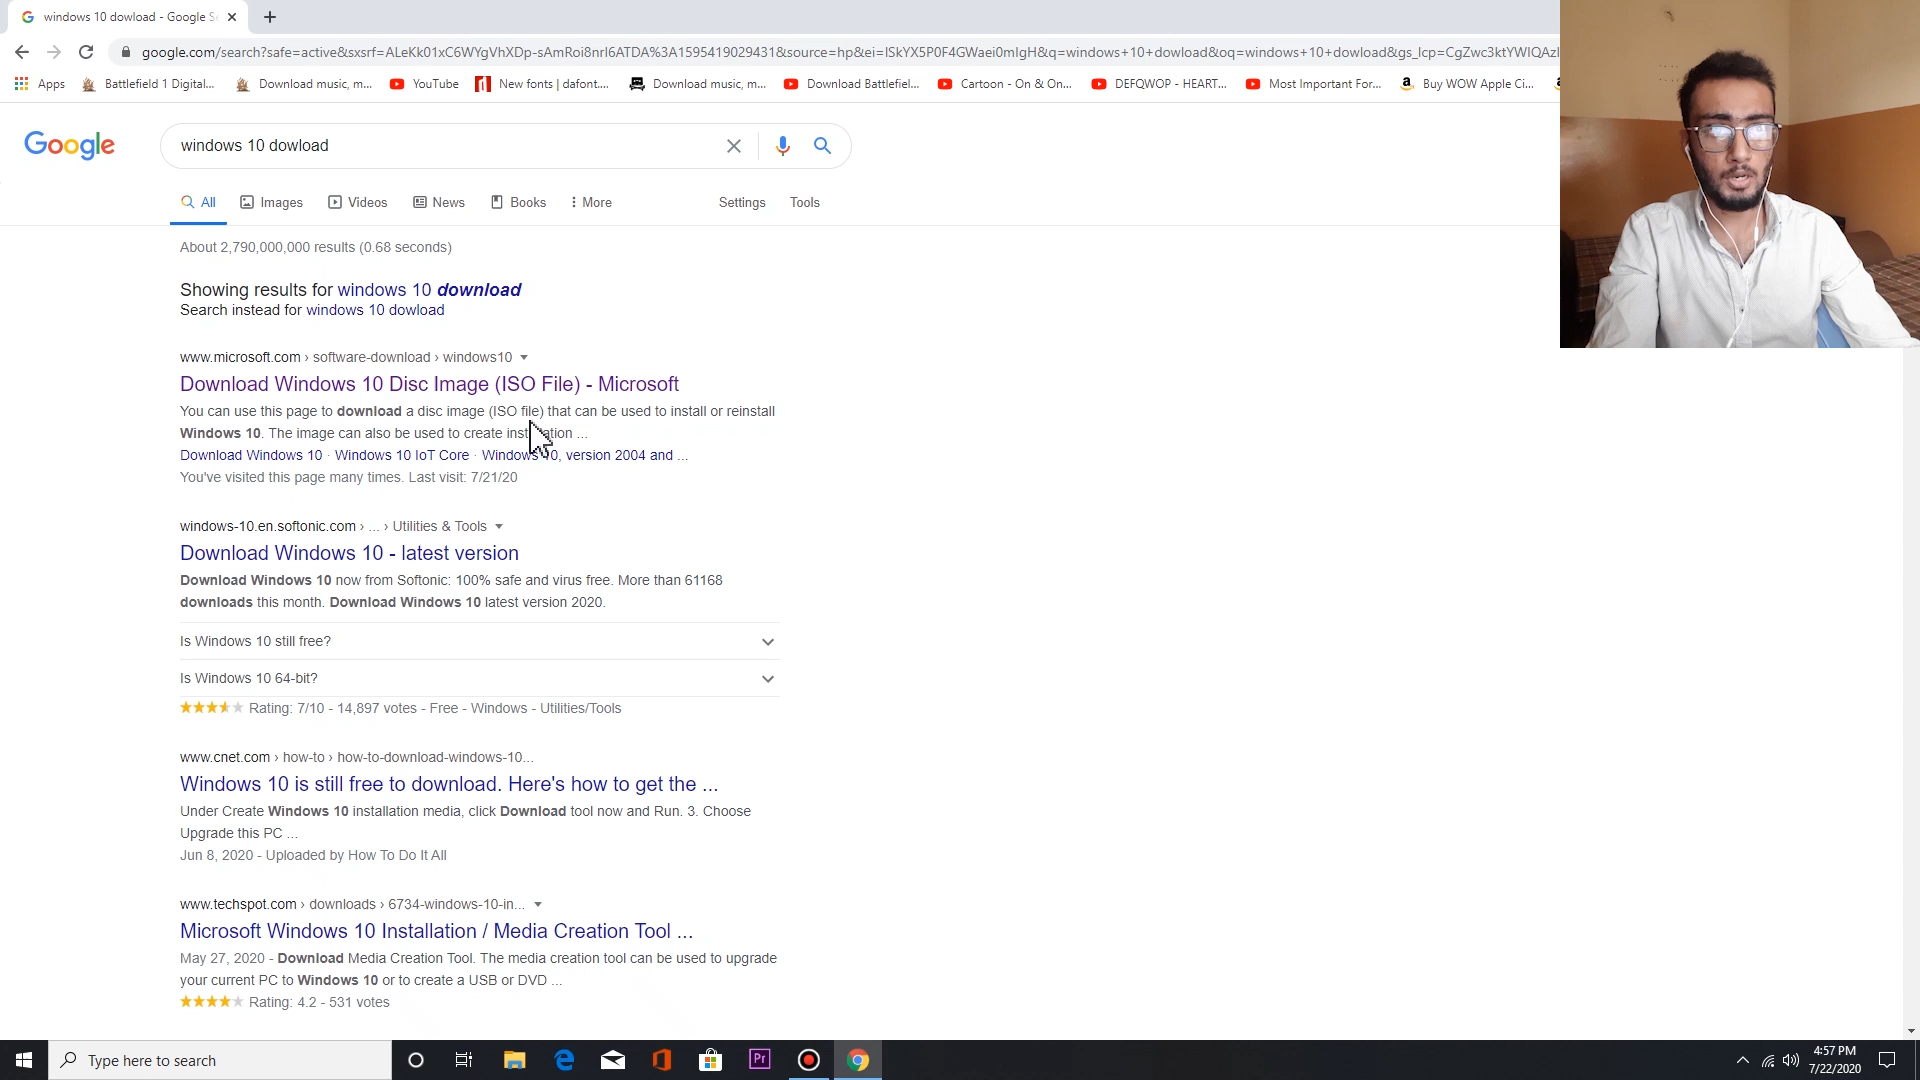 windows 10 dowload - Google S
google.com/search?safe=active&sxsrf=ALeKk01xC6WYgVhXDp-sAmRoi8nrI6ATDA%3A1595419029431&source=hp&ei=lSkYX5P0F4GWaei0mIgH&q=windows+10+dowload&oq=windows+10+dowload&gs_lcp=CgZwc3ktYWIQAz
Apps Battlefield 1 Digital... Download music, m... YouTube New fonts | dafont.... Download music, m... Download Battlefiel... Cartoon - On & On... DEFQWOP - HEART... Most Important For... Buy WOW Apple Ci...
Google windows 10 dowload
All Images Videos News Books More Settings Tools
About 2,790,000,000 results (0.68 seconds)
Showing results for windows 10 download
Search instead for windows 10 dowload
www.microsoft.com › software-download › windows10
Download Windows 10 Disc Image (ISO File) - Microsoft
You can use this page to download a disc image (ISO file) that can be used to install or reinstall
Windows 10. The image can also be used to create installation ...
Download Windows 10 · Windows 10 IoT Core · Windows 10, version 2004 and ...
You've visited this page many times. Last visit: 7/21/20
windows-10.en.softonic.com › ... › Utilities & Tools
Download Windows 10 - latest version
Download Windows 10 now from Softonic: 100% safe and virus free. More than 61168
downloads this month. Download Windows 10 latest version 2020.
Is Windows 10 still free?
Is Windows 10 64-bit?
Rating: 7/10 - 14,897 votes - Free - Windows - Utilities/Tools
www.cnet.com › how-to › how-to-download-windows-10...
Windows 10 is still free to download. Here's how to get the ...
Under Create Windows 10 installation media, click Download tool now and Run. 3. Choose
Upgrade this PC ...
Jun 8, 2020 - Uploaded by How To Do It All
www.techspot.com › downloads › 6734-windows-10-in...
Microsoft Windows 10 Installation / Media Creation Tool ...
May 27, 2020 - Download Media Creation Tool. The media creation tool can be used to upgrade
your current PC to Windows 10 or to create a USB or DVD ...
Rating: 4.2 - 531 votes
Type here to search Pr 4:57 PM
7/22/2020